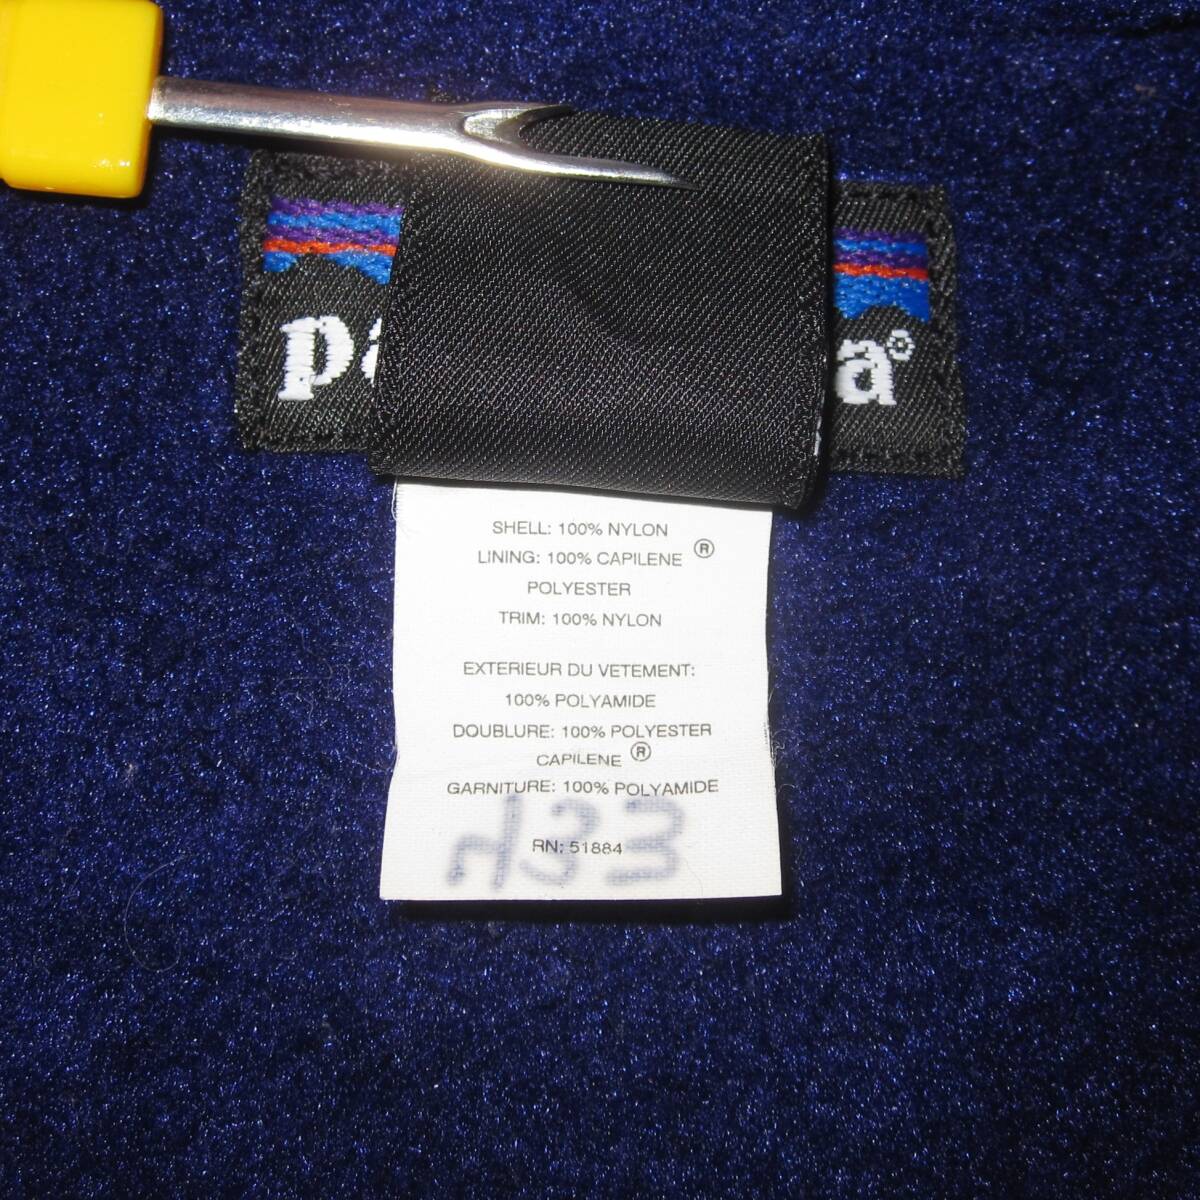 pa
a®
SHELL: 100% NYLON
LINING: 100% CAPILENE ®
POLYESTER
TRIM: 100% NYLON
EXTERIEUR DU VETEMENT:
100% POLYAMIDE
DOUBLURE: 100% POLYESTER
CAPILENE ®
GARNITURE: 100% POLYAMIDE
RN: 51884